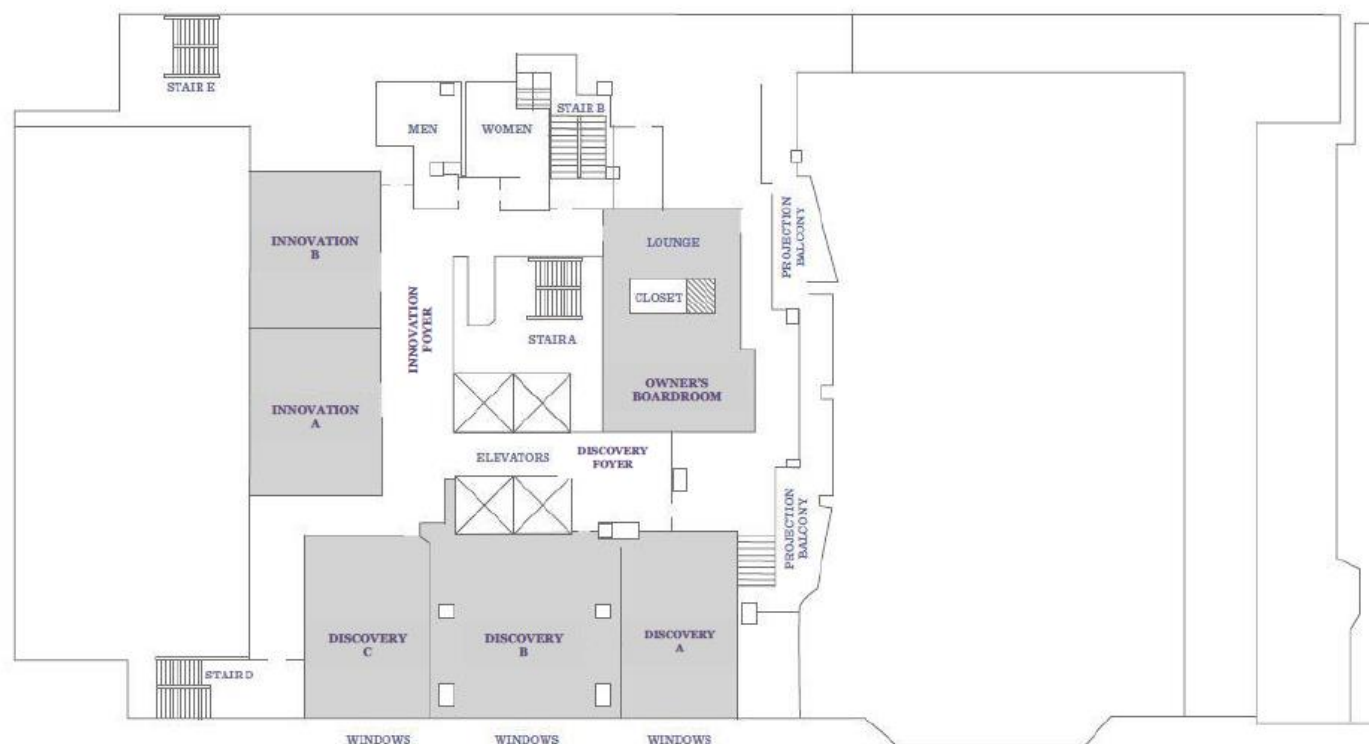 STAIR E
STAIR B
MEN
WOMEN
INNOVATION
B
LOUNGE
PROJECTION
BALCONY
CLOSET
INNOVATION
FOYER
STAIR A
OWNER'S
BOARDROOM
INNOVATION
A
ELEVATORS
DISCOVERY
FOYER
PROJECTION
BALCONY
DISCOVERY
C
DISCOVERY
B
DISCOVERY
A
STAIR D
WINDOWS
WINDOWS
WINDOWS